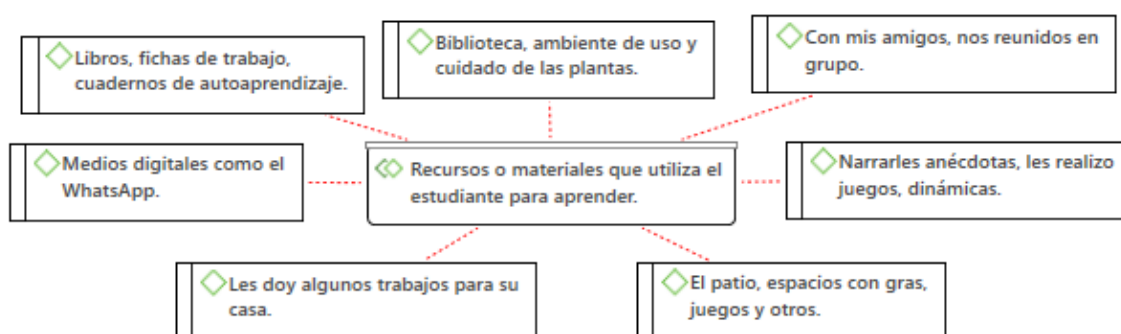 Libros, fichas de trabajo,
cuadernos de autoaprendizaje.
Biblioteca, ambiente de uso y
cuidado de las plantas.
Con mis amigos, nos reunidos en
grupo.
Medios digitales como el
WhatsApp.
Recursos o materiales que utiliza el
estudiante para aprender.
Narrarles anécdotas, les realizo
juegos, dinámicas.
Les doy algunos trabajos para su
casa.
El patio, espacios con gras,
juegos y otros.